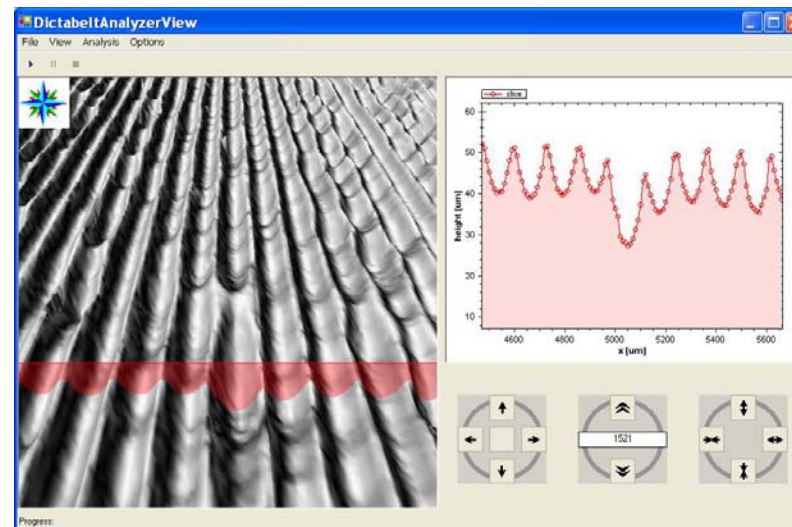 DictabeltAnalyzerView
File View Analysis Options
slice
60
50
40
30
20
10
height [um]
4600 4800 5000 5200 5400 5600
x [um]
1521
Progress: